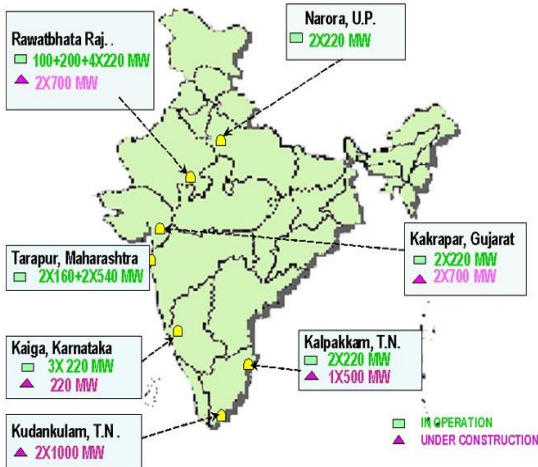 Narora, U.P.
2X220 MW
Rawatbhata Raj. .
100+200+4X220 MW
2X700 MW
Kakrapar, Gujarat
2X220 MW
2X700 MW
Tarapur, Maharashtra
2X160+2X540 MW
Kaiga, Karnataka
3X 220 MW
220 MW
Kalpakkam, T.N.
2X220 MW
1X500 MW
Kudankulam, T.N .
2X1000 MW
IN OPERATION
UNDER CONSTRUCTION